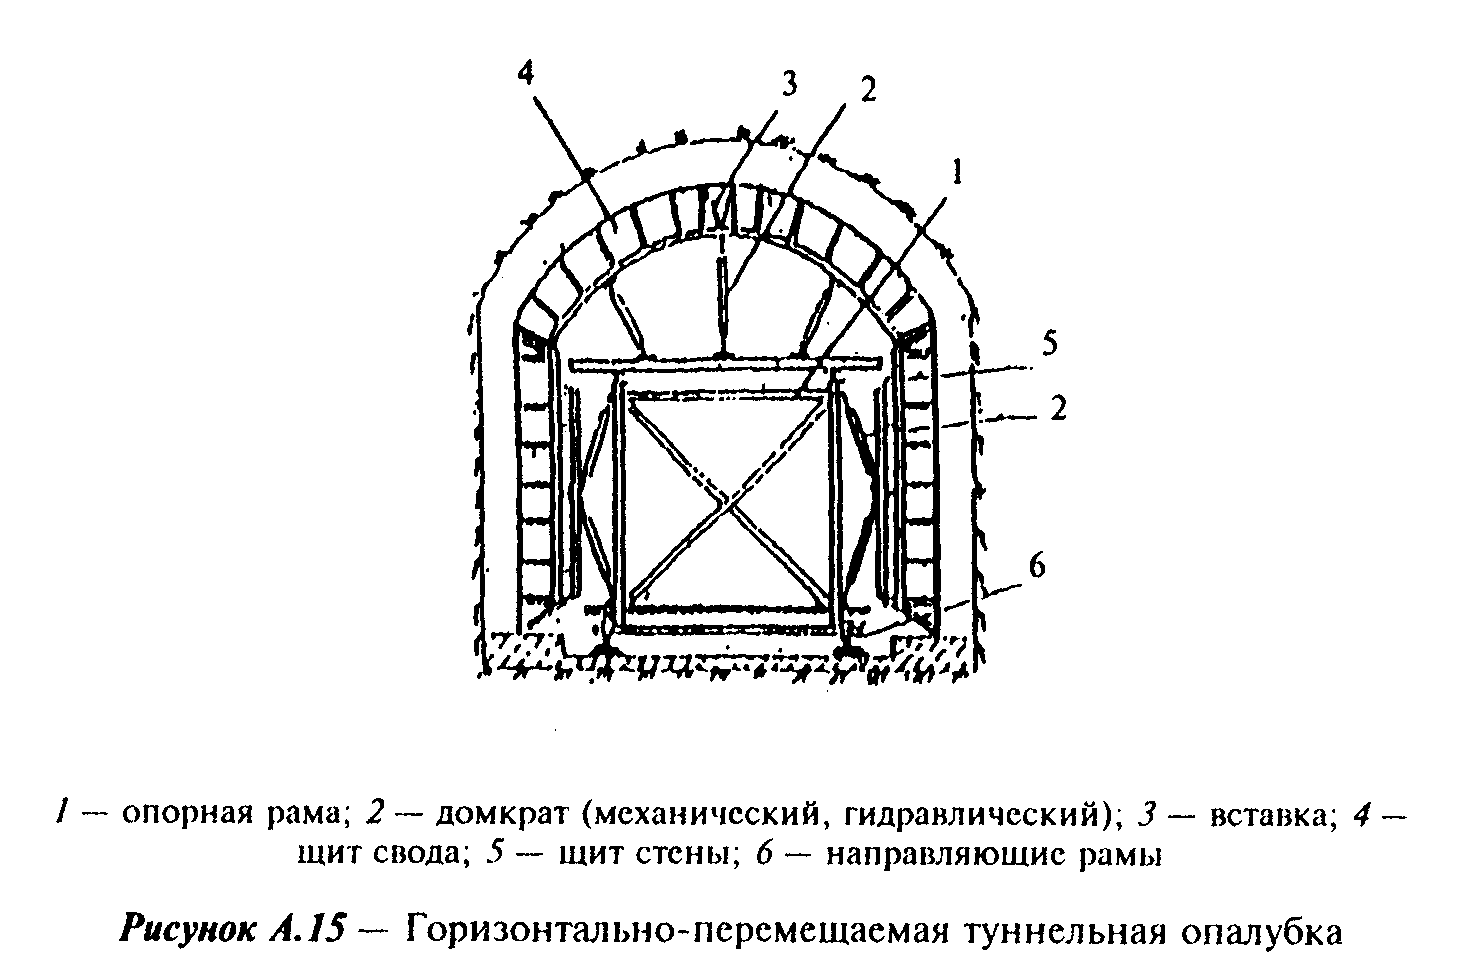 4
3
2
1
5
2
6
1 — опорная рама; 2 — домкрат (механический, гидравлический); 3 — вставка; 4 —
щит свода; 5 — щит стены; 6 — направляющие рамы
Рисунок А.15 — Горизонтально-перемещаемая туннельная опалубка